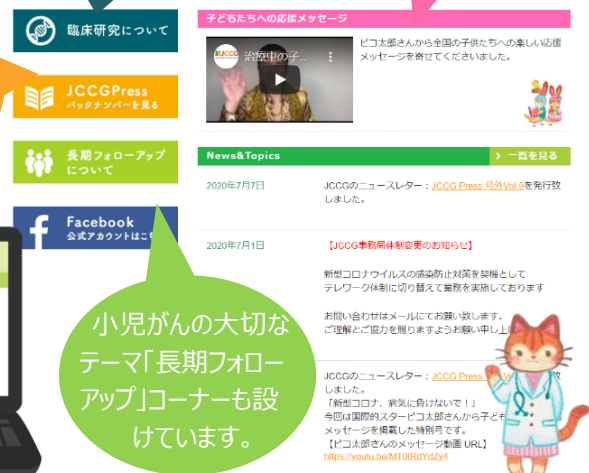 臨床研究について
JCCGPress
バックナンバーを見る
長期フォローアップ
について
Facebook
公式アカウントはこち
子どもたちへの応援メッセージ
JCCG
治療中の子…
ピコ太郎さんから全国の子供たちへの楽しい応援
メッセージを寄せてくださいました。
News&Topics
> 一覧を見る
2020年7月7日
JCCGのニュースレター：JCCG Press 号外Vol.9を発行致
しました。
2020年7月1日
【JCCG事務局体制変更のお知らせ】
新型コロナウイルスの感染防止対策を契機として
テレワーク体制に切り替えて業務を実施しております
お問い合わせはメールにてお願い致します。
ご理解とご協力を賜りますようお願い申し上
JCCGのニュースレター：JCCG Press
致
しました。
「新型コロナ、病気に負けないで！」
今回は国際的スターピコ太郎さんから子ども
メッセージを掲載した特別号です。
【ピコ太郎さんのメッセージ動画 URL】
https://youtu.be/MT0tRdYdZy4
小児がんの大切な
テーマ「長期フォロー
アップ」コーナーも設
けています。